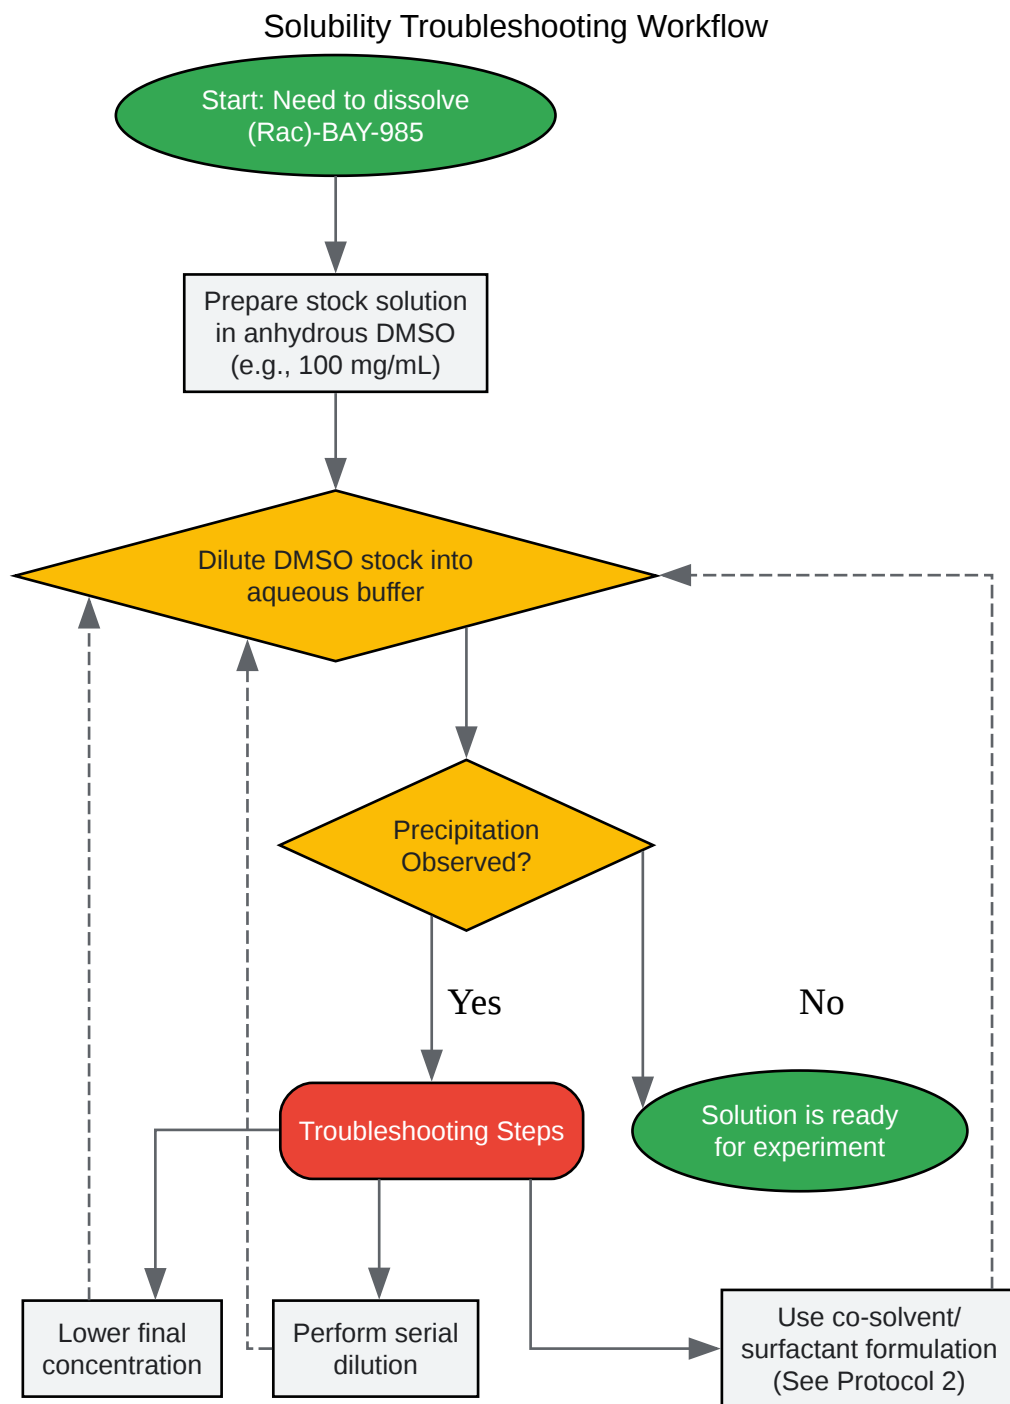 Solubility Troubleshooting Workflow
Start: Need to dissolve
(Rac)-BAY-985
Prepare stock solution
in anhydrous DMSO
(e.g., 100 mg/mL)
Dilute DMSO stock into
aqueous buffer
Precipitation
Observed?
Yes
No
Troubleshooting Steps
Solution is ready
for experiment
Lower final
concentration
Perform serial
dilution
Use co-solvent/
surfactant formulation
(See Protocol 2)